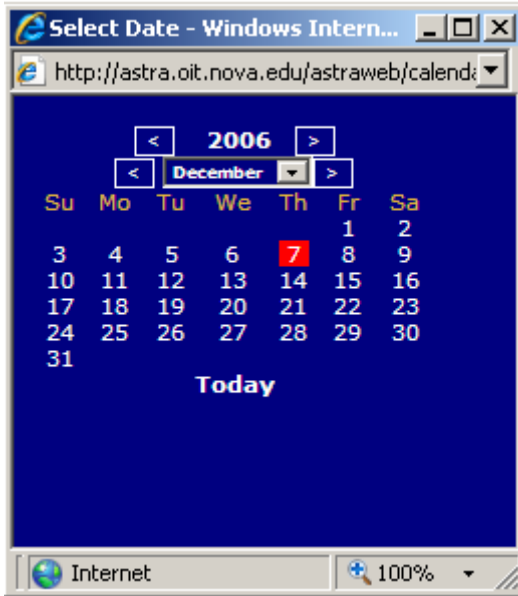 Select Date - Windows Intern...
http://astra.oit.nova.edu/astraweb/calend
< 2006 >
< December >
Su Mo Tu We Th Fr Sa
1 2
3 4 5 6 7 8 9
10 11 12 13 14 15 16
17 18 19 20 21 22 23
24 25 26 27 28 29 30
31
Today
Internet 100%